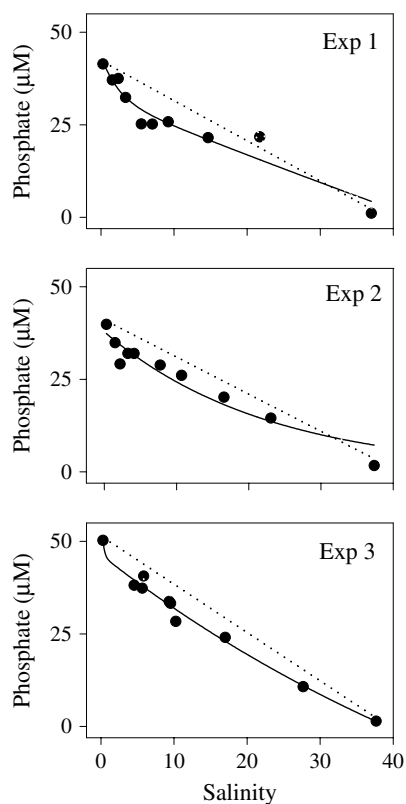 Exp 1
50
25
0
Phosphate (μM)
Exp 2
50
25
0
Phosphate (μM)
Exp 3
50
25
0
Phosphate (μM)
0 10 20 30 40
Salinity